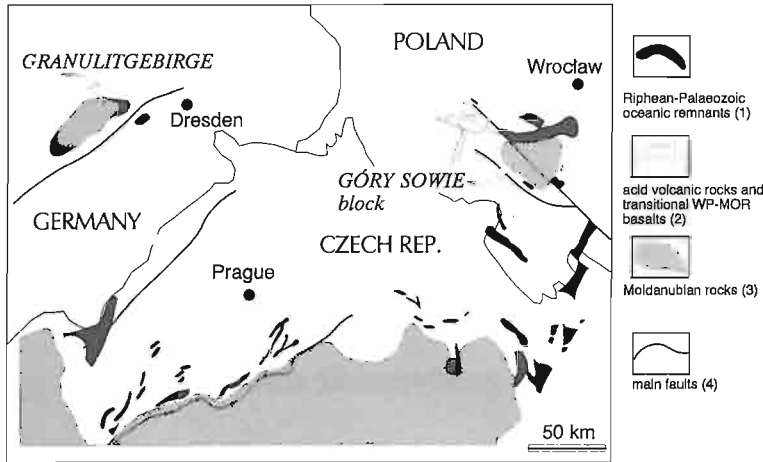 POLAND
GRANULITGEBIRGE
Wrocław
Dresden
GÓRY SOWIE
block
GERMANY
CZECH REP.
Prague
50 km
Riphean-Palaeozoic
oceanic remnants (1)
acid volcanic rocks and
transitional WP-MOR
basalts (2)
Moldanubian rocks (3)
main faults (4)